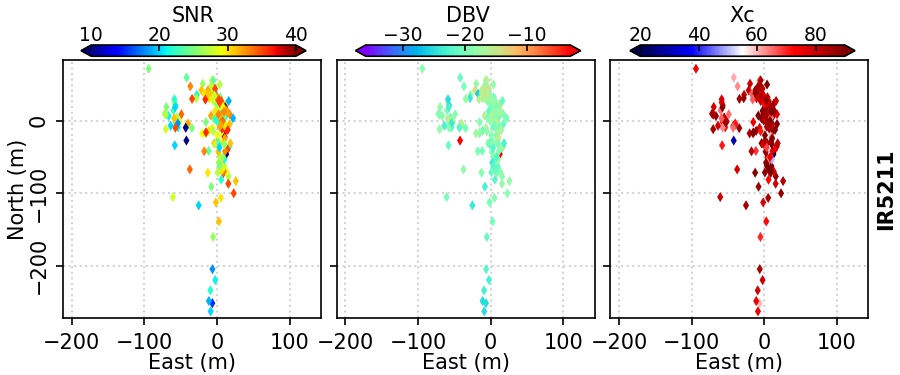 SNR DBV Xc
10 20 30 40 −30 −20 −10 20 40 60 80
North (m)
0
−100
−200
IR5211
−200 −100 0 100 −200 −100 0 100 −200 −100 0 100
East (m) East (m) East (m)